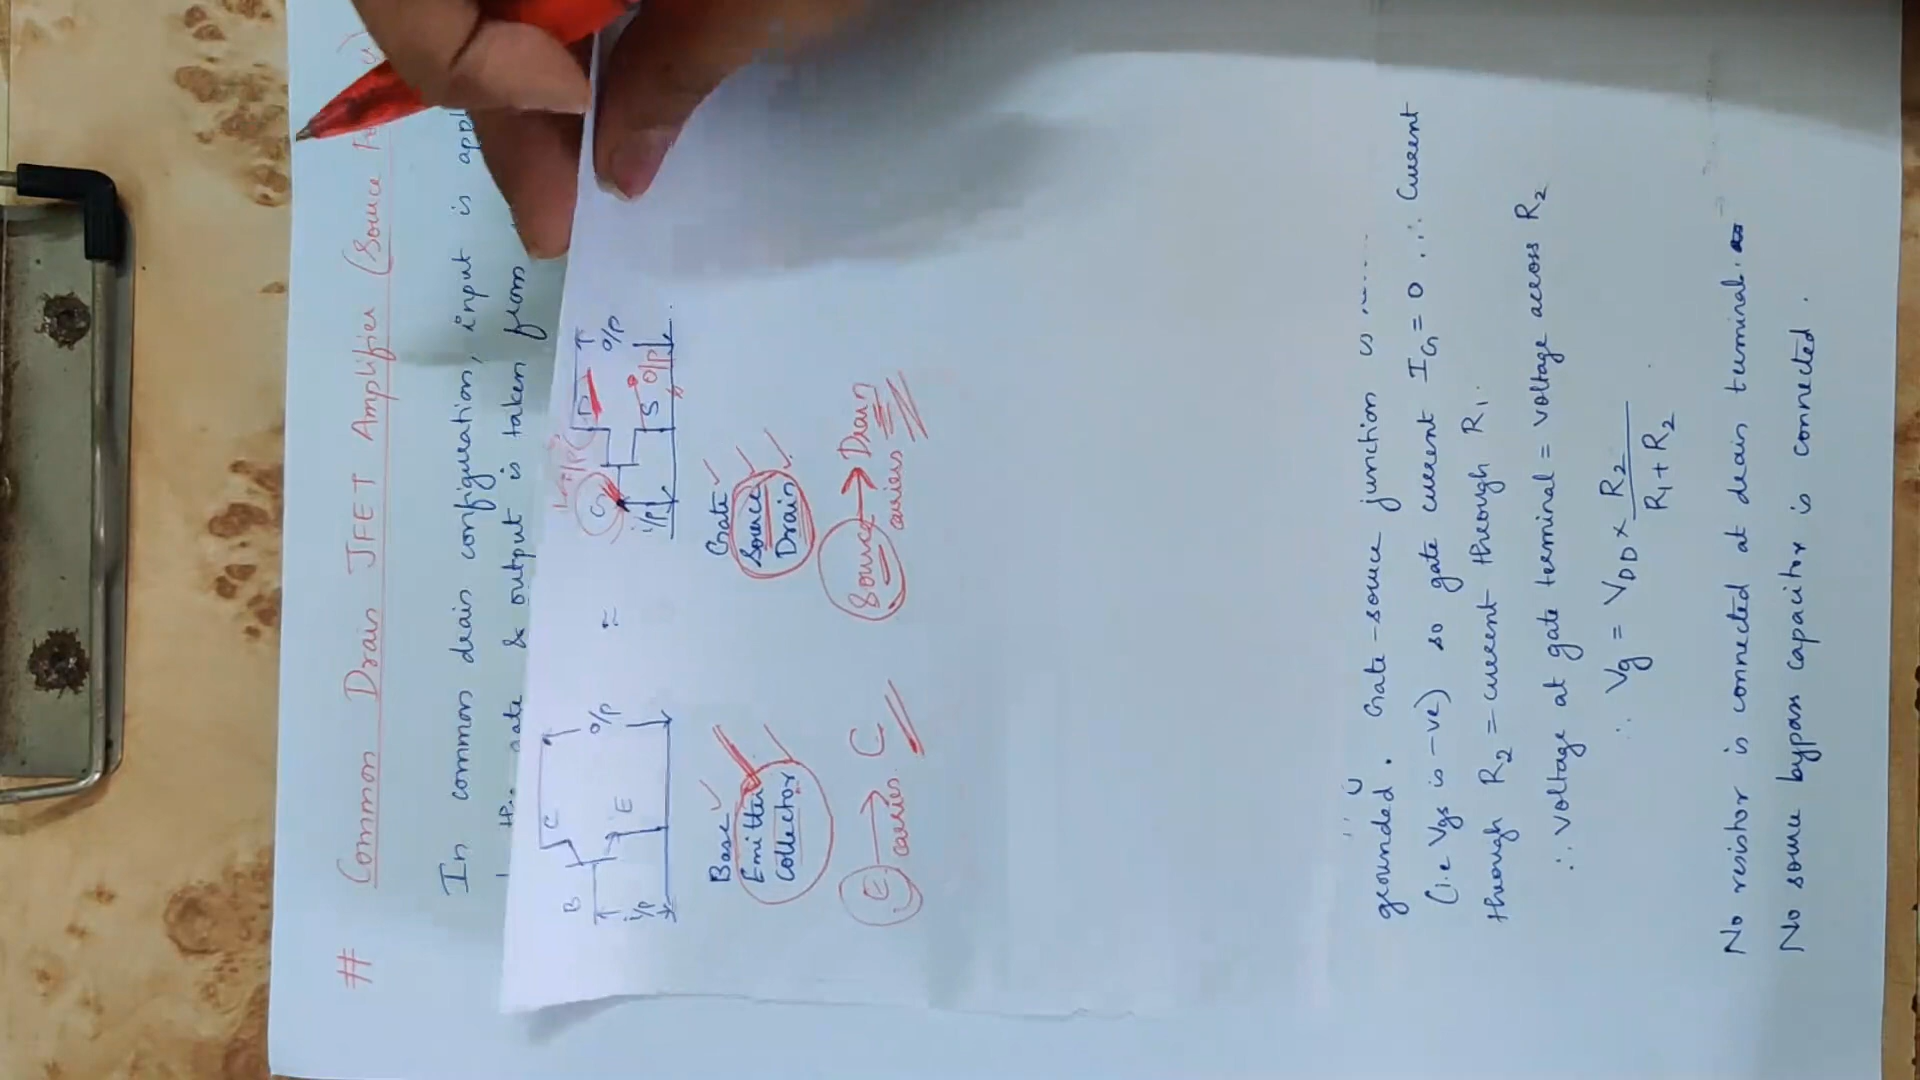 # Common Drain JFET Amplifier (Source
In common drain configuration, input is
gate & output is taken from
B
C
E
i/p
o/p
=
G
D
S
i/p
o/p
o/p
Base
Emitter
Collector
Gate
Source
Drain
E → C
carriers
Source → Drain
carriers
grounded. Gate-source junction is
(i.e Vgs is -ve) so gate current IG = 0 ∴ Current
through R2 = current through R1.
∴ voltage at gate terminal = voltage across R2
∴ Vg = VDD × R2 / R1 + R2
No resistor is connected at drain terminal.
No source bypass capacitor is connected.